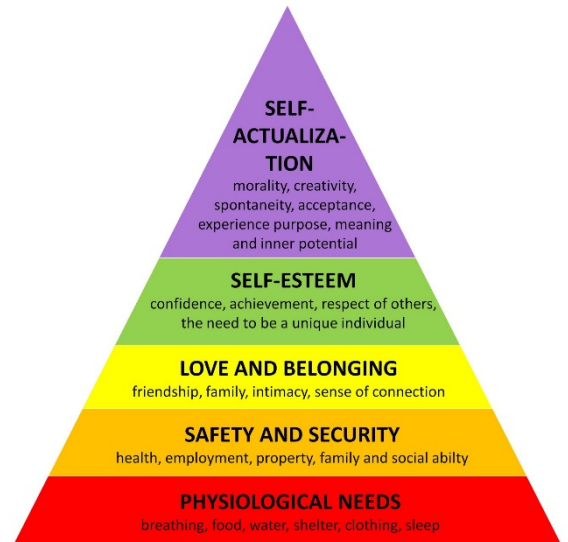 SELF-
ACTUALIZA-
TION
morality, creativity,
spontaneity, acceptance,
experience purpose, meaning
and inner potential
SELF-ESTEEM
confidence, achievement, respect of others,
the need to be a unique individual
LOVE AND BELONGING
friendship, family, intimacy, sense of connection
SAFETY AND SECURITY
health, employment, property, family and social abilty
PHYSIOLOGICAL NEEDS
breathing, food, water, shelter, clothing, sleep